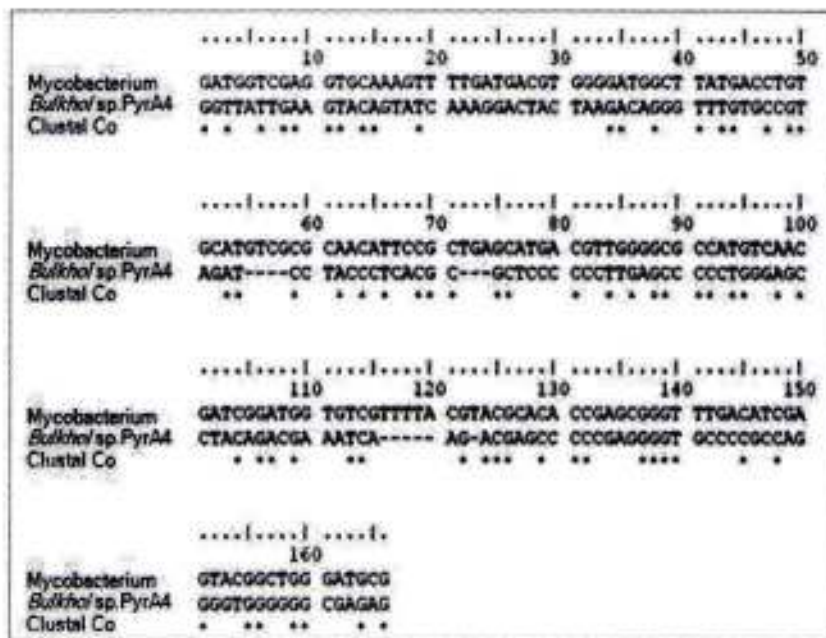 ....|....| ....|....| ....|....| ....|....| ....|....|
10 20 30 40 50
Mycobacterium GATGGTCGAG GTGCAAAGTT TTGATGACGT GGGGATGGCT TATGACCTGT
Bulkhol sp.PyrA4 GGTTATTGAA GTACAGTATC AAAGGACTAC TAAGACAGGG TTTGTGCCGT
Clustal Co * * * ** ** ** * ** * * ** * **
....|....| ....|....| ....|....| ....|....| ....|....|
60 70 80 90 100
Mycobacterium GCATGTCGCG CAACATTCCG CTGAGCATGA CGTTGGGGCG CCATGTCAAC
Bulkhol sp.PyrA4 AGAT----CC TACCCTCACG C---GCTCCC CCCTTGAGCC CCCTGGGAGC
Clustal Co ** * * * * ** * ** * * * ** ** ** * *
....|....| ....|....| ....|....| ....|....| ....|....|
110 120 130 140 150
Mycobacterium GATCGGATGG TGTCGTTTTA CGTACGCACA CCGAGCGGGT TTGACATCGA
Bulkhol sp.PyrA4 CTACAGACGA AATCA----- AG-ACGAGCC CCCGAGGGGT GCCCCGCCAG
Clustal Co * ** * ** * *** * ** **** * *
....|....| ....|.
160
Mycobacterium GTACGGCTGG GATGCG
Bulkhol sp.PyrA4 GGGTGGGGGG CGAGAG
Clustal Co * ** ** * *